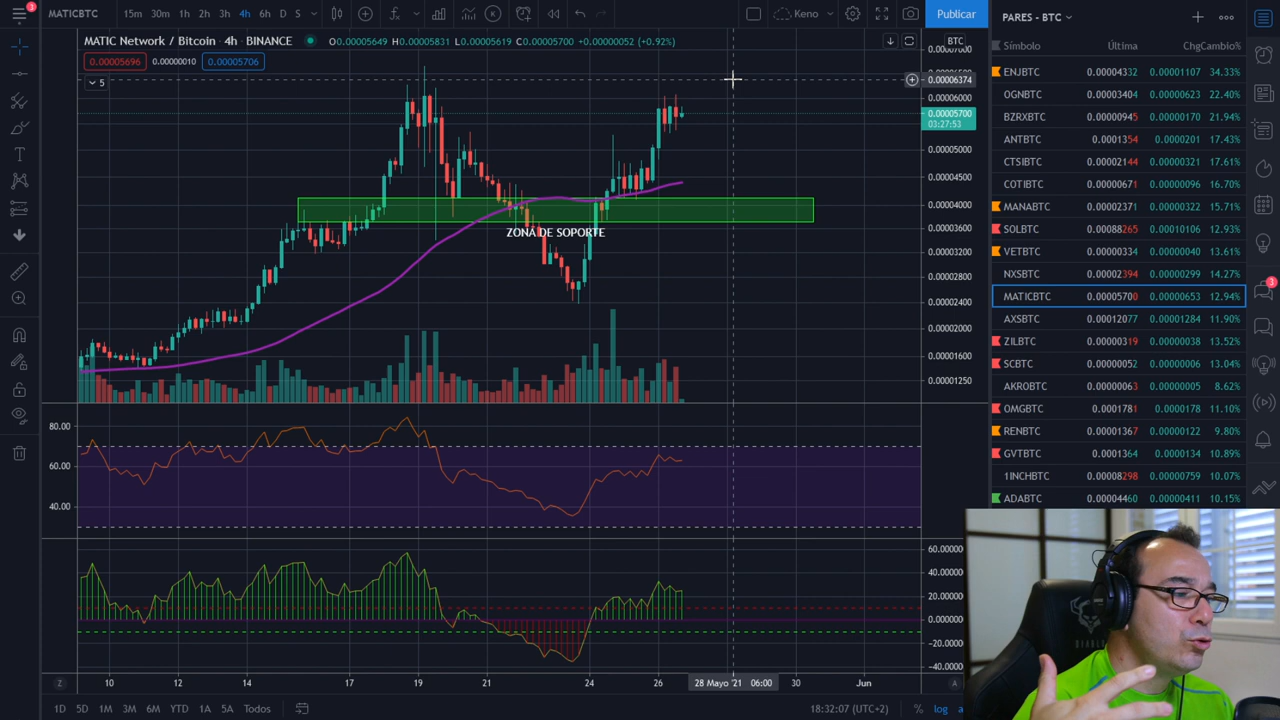 3
MATICBTC 15m 30m 1h 2h 3h 4h 6h D S Keno Publicar
MATIC Network / Bitcoin · 4h · BINANCE O0.00005649 H0.00005831 L0.00005619 C0.00005700 +0.00000052 (+0.92%)
0.00005696 0.00000010 0.00005706
5
BTC
0.00007000
0.00006374
0.00006000
0.00005700
03:27:53
0.00005000
0.00004500
0.00004000
0.00003600
0.00003200
0.00002800
0.00002400
0.00002000
0.00001600
0.00001250
ZONA DE SOPORTE
80.00
60.00
40.00
60.00000
40.00000
20.00000
0.000000
−20.0000
−40.0000
Z 10 12 14 17 19 21 24 26 28 Mayo '21 06:00 30 Jun A
1D 5D 1M 3M 6M YTD 1A 5A Todos 18:32:07 (UTC+2) % log a
PARES - BTC
Símbolo Última ChgCambio%
ENJBTC 0.00004332 0.00001107 34.33%
OGNBTC 0.00003404 0.00000623 22.40%
BZRXBTC 0.00000945 0.00000170 21.94%
ANTBTC 0.0001354 0.0000201 17.43%
CTSIBTC 0.00002144 0.00000321 17.61%
COTIBTC 0.00000671 0.00000096 16.70%
MANABTC 0.00002371 0.00000322 15.71%
SOLBTC 0.00088265 0.00010106 12.93%
VETBTC 0.00000334 0.00000040 13.61%
NXSBTC 0.00002394 0.00000299 14.27%
MATICBTC 0.00005700 0.00000653 12.94%
AXSBTC 0.00012077 0.00001284 11.90%
ZILBTC 0.00000319 0.00000038 13.52%
SCBTC 0.00000052 0.00000006 13.04%
AKROBTC 0.00000063 0.00000005 8.62%
OMGBTC 0.0001781 0.0000178 11.10%
RENBTC 0.00001367 0.00000122 9.80%
GVTBTC 0.0001364 0.0000134 10.89%
1INCHBTC 0.00008298 0.00000759 10.07%
ADABTC 0.00004460 0.00000411 10.15%
3